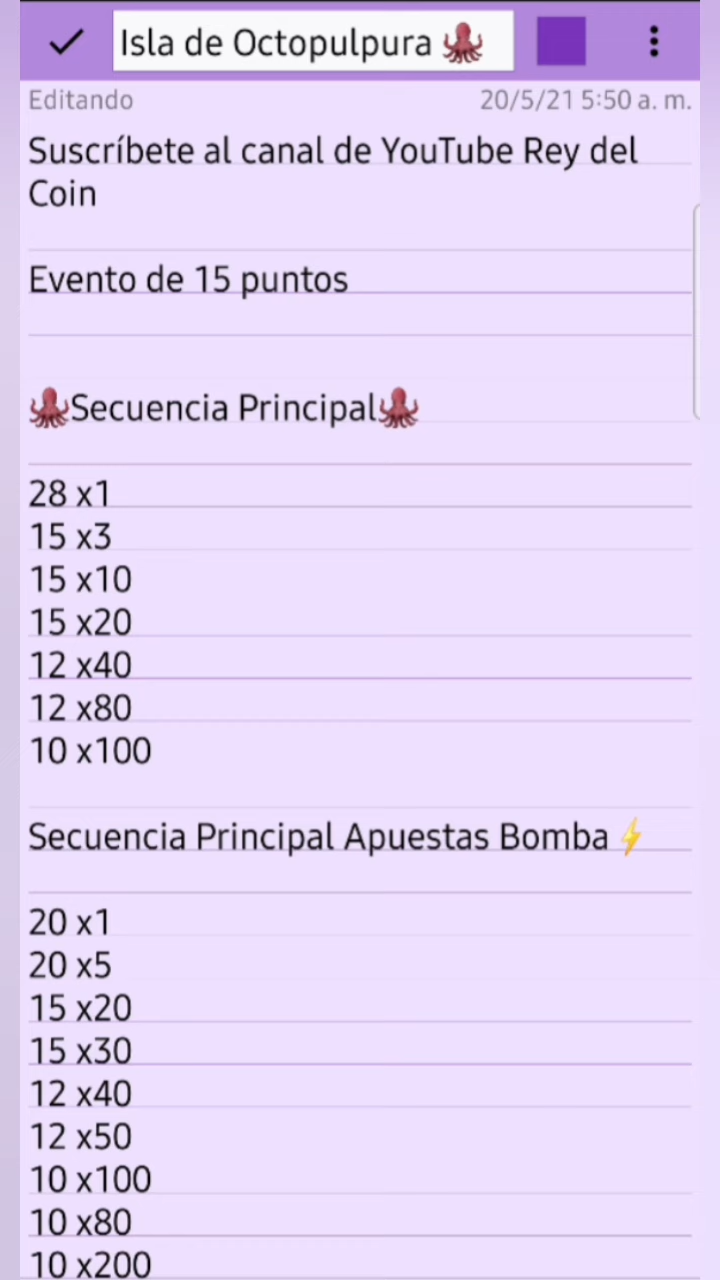 Isla de Octopulpura 🐙
Editando
20/5/21 5:50 a. m.
Suscríbete al canal de YouTube Rey del
Coin
Evento de 15 puntos
🐙Secuencia Principal🐙
28 x1
15 x3
15 x10
15 x20
12 x40
12 x80
10 x100
Secuencia Principal Apuestas Bomba ⚡
20 x1
20 x5
15 x20
15 x30
12 x40
12 x50
10 x100
10 x80
10 x200